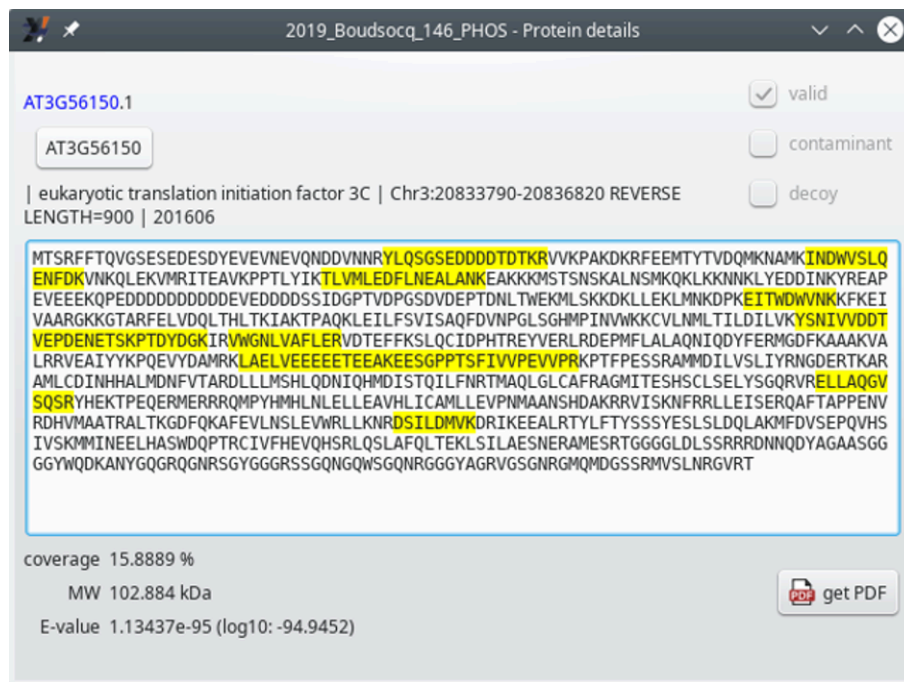 2019_Boudsocq_146_PHOS - Protein details
AT3G56150.1
valid
AT3G56150
contaminant
| eukaryotic translation initiation factor 3C | Chr3:20833790-20836820 REVERSE
decoy
LENGTH=900 | 201606
MTSRFFTQVGSESEDESDYEVEVNEVQNDDVNNRYLQSGSEDDDDTDTKRVVKPAKDKRFEEMTYTVDQMKNAMKINDWVSLQ
ENFDKVNKQLEKVMRITEAVKPPTLYIKTLVMLEDFLNEALANKEAKKKMSTSNSKALNSMKQKLKKNNKLYEDDINKYREAP
EVEEEKQPEDDDDDDDDDDDEVEDDDDSSIDGPTVDPGSDVDEPTDNLTWEKMLSKKDKLLEKLMNKDPKEITWDWVNKKFKEI
VAARGKKGTARFELVDQLTHLTKIAKTPAQKLEILFSVISAQFDVNPGLSGHMPINVWKKCVLNMLTILDILVKYSNIVVDDT
VEPDENETSKPTDYDGKIRVWGNLVAFLERVDTEFFKSLQCIDPHTREYVERLRDEPMFLALAQNIQDYFERMGDFKAAAKVA
LRRVEAIYYKPQEVYDAMRKLAELVEEEEETEEAKEESGPPTSFIVVPEVVPRKPTFPESSRAMMDILVSLIYRNGDERTKAR
AMLCDINHHALMDNFVTARDLLLMSHLQDNIQHMDISTQILFNRTMAQLGLCAFRAGMITESHSCLSELYSGQRVRELLAQGV
SQSRYHEKTPEQERMERRRQMPYHMHLNLELLEAVHLICAMLLEVPNMAANSHDAKRRVISKNFRRLLEISERQAFTAPPENV
RDHVMAATRALTKGDFQKAFEVLNSLEVWRLLKNRDSILDMVKDRIKEEALRTYLFTYSSSYESLSLDQLAKMFDVSEPQVHS
IVSKMMINEELHASWDQPTRCIVFHEVQHSRLQSLAFQLTEKLSILAESNERAMESRTGGGGLDLSSRRRDNNQDYAGAASGG
GGYWQDKANYGQGRQGNRSGYGGGRSSGQNGQWSGQNRGGGYAGRVGSGNRGMQMDGSSRMVSLNRGVRT
coverage 15.8889 %
MW 102.884 kDa
PDF get PDF
E-value 1.13437e-95 (log10: -94.9452)